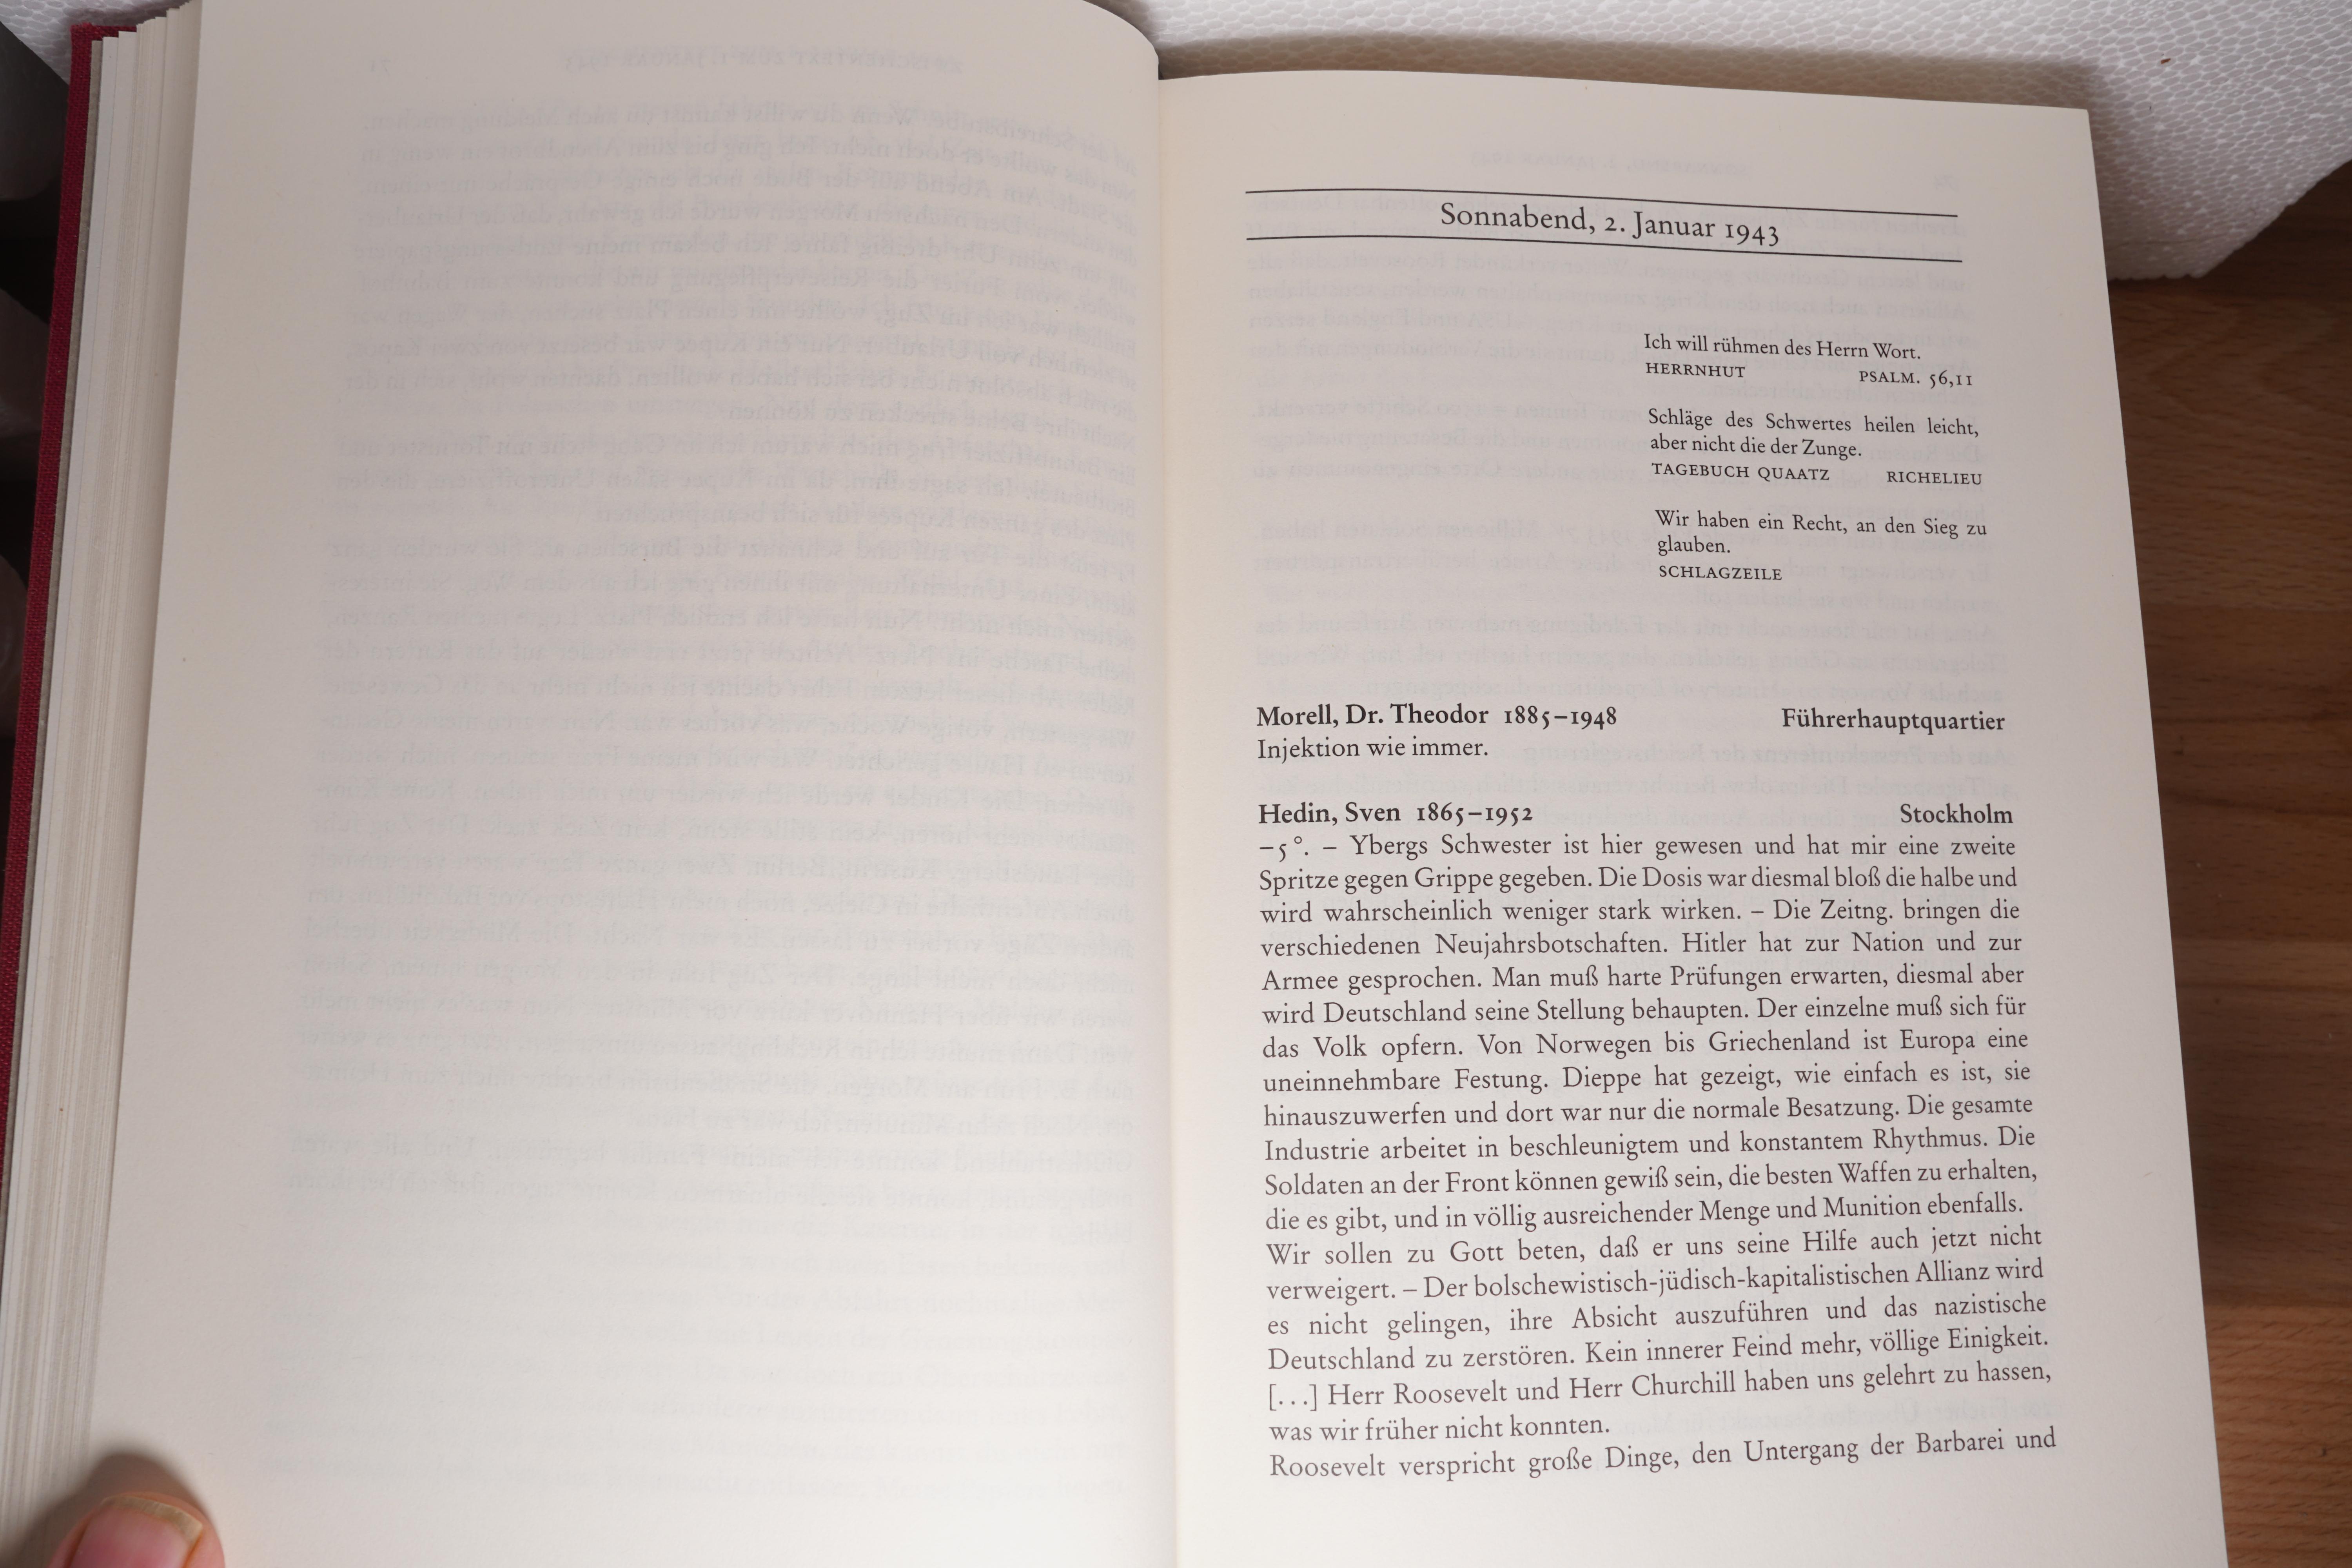 Sonnabend, 2. Januar 1943
Ich will rühmen des Herrn Wort.
HERRNHUT PSALM. 56,11
Schläge des Schwertes heilen leicht,
aber nicht die der Zunge.
TAGEBUCH QUAATZ RICHELIEU
Wir haben ein Recht, an den Sieg zu
glauben.
SCHLAGZEILE
Morell, Dr. Theodor 1885–1948 Führerhauptquartier
Injektion wie immer.
Hedin, Sven 1865–1952 Stockholm
–5°. – Ybergs Schwester ist hier gewesen und hat mir eine zweite
Spritze gegen Grippe gegeben. Die Dosis war diesmal bloß die halbe und
wird wahrscheinlich weniger stark wirken. – Die Zeitng. bringen die
verschiedenen Neujahrsbotschaften. Hitler hat zur Nation und zur
Armee gesprochen. Man muß harte Prüfungen erwarten, diesmal aber
wird Deutschland seine Stellung behaupten. Der einzelne muß sich für
das Volk opfern. Von Norwegen bis Griechenland ist Europa eine
uneinnehmbare Festung. Dieppe hat gezeigt, wie einfach es ist, sie
hinauszuwerfen und dort war nur die normale Besatzung. Die gesamte
Industrie arbeitet in beschleunigtem und konstantem Rhythmus. Die
Soldaten an der Front können gewiß sein, die besten Waffen zu erhalten,
die es gibt, und in völlig ausreichender Menge und Munition ebenfalls.
Wir sollen zu Gott beten, daß er uns seine Hilfe auch jetzt nicht
verweigert. – Der bolschewistisch-jüdisch-kapitalistischen Allianz wird
es nicht gelingen, ihre Absicht auszuführen und das nazistische
Deutschland zu zerstören. Kein innerer Feind mehr, völlige Einigkeit.
[...] Herr Roosevelt und Herr Churchill haben uns gelehrt zu hassen,
was wir früher nicht konnten.
Roosevelt verspricht große Dinge, den Untergang der Barbarei und